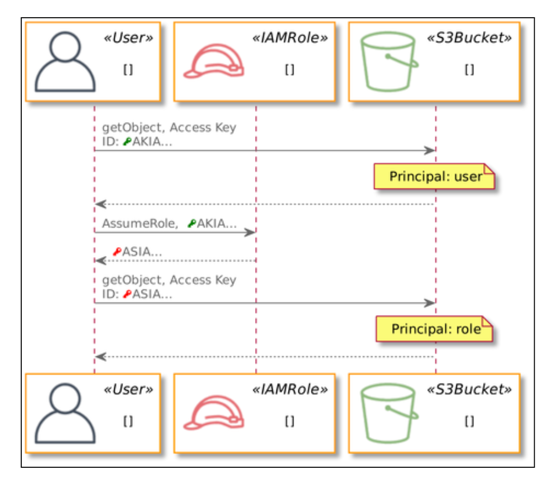 «User» «IAMRole» «S3Bucket»
[] [] []
getObject, Access Key
ID: AKIA...
Principal: user
AssumeRole, AKIA...
ASIA...
getObject, Access Key
ID: ASIA...
Principal: role
«User» «IAMRole» «S3Bucket»
[] [] []